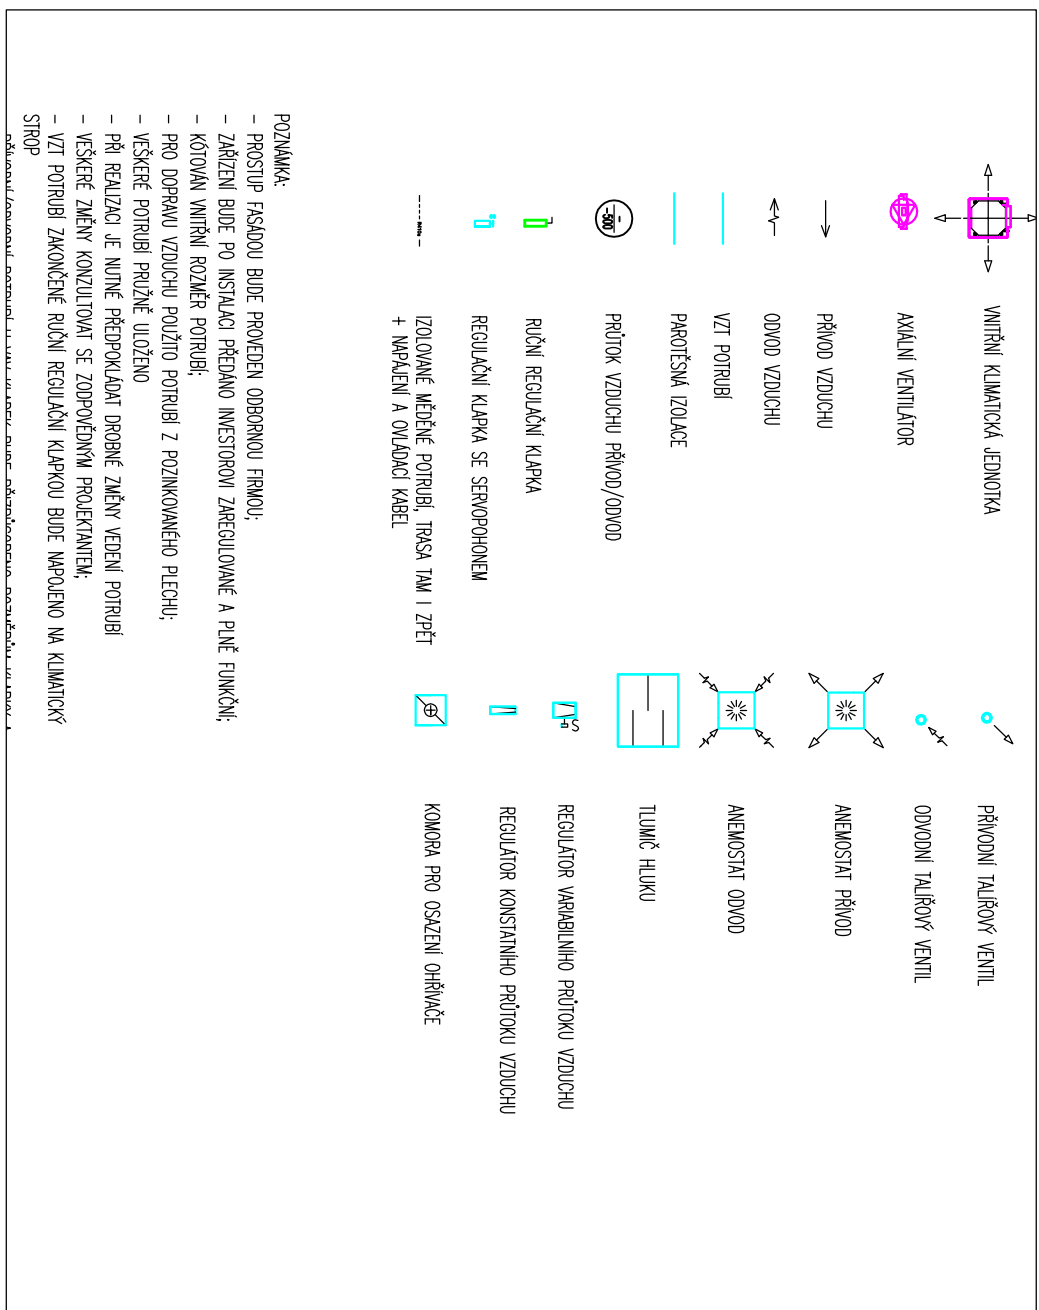 VNITŘNÍ KLIMATICKÁ JEDNOTKA
AXIÁLNÍ VENTILÁTOR
PŘÍVOD VZDUCHU
ODVOD VZDUCHU
VZT POTRUBÍ
PAROTĚSNÁ IZOLACE
-
-500
PRŮTOK VZDUCHU PŘÍVOD/ODVOD
RUČNÍ REGULAČNÍ KLAPKA
REGULAČNÍ KLAPKA SE SERVOPOHONEM
IZOLOVANÉ MĚDĚNÉ POTRUBÍ, TRASA TAM I ZPĚT
+ NAPÁJENÍ A OVLÁDACÍ KABEL
PŘÍVODNÍ TALÍŘOVÝ VENTIL
ODVODNÍ TALÍŘOVÝ VENTIL
ANEMOSTAT PŘÍVOD
ANEMOSTAT ODVOD
TLUMIČ HLUKU
S
REGULÁTOR VARIABILNÍHO PRŮTOKU VZDUCHU
REGULÁTOR KONSTATNÍHO PRŮTOKU VZDUCHU
KOMORA PRO OSAZENÍ OHŘÍVAČE
POZNÁMKA:
- PROSTUP FASÁDOU BUDE PROVEDEN ODBORNOU FIRMOU;
- ZAŘÍZENÍ BUDE PO INSTALACI PŘEDÁNO INVESTOROVI ZAREGULOVANÉ A PLNĚ FUNKČNÍ;
- KÓTOVÁN VNITŘNÍ ROZMĚR POTRUBÍ;
- PRO DOPRAVU VZDUCHU POUŽITO POTRUBÍ Z POZINKOVANÉHO PLECHU;
- VEŠKERÉ POTRUBÍ PRUŽNĚ ULOŽENO
- PŘI REALIZACI JE NUTNÉ PŘEDPOKLÁDAT DROBNÉ ZMĚNY VEDENÍ POTRUBÍ
- VEŠKERÉ ZMĚNY KONZULTOVAT SE ZODPOVĚDNÝM PROJEKTANTEM;
- VZT POTRUBÍ ZAKONČENÉ RUČNÍ REGULAČNÍ KLAPKOU BUDE NAPOJENO NA KLIMATICKÝ
STROP